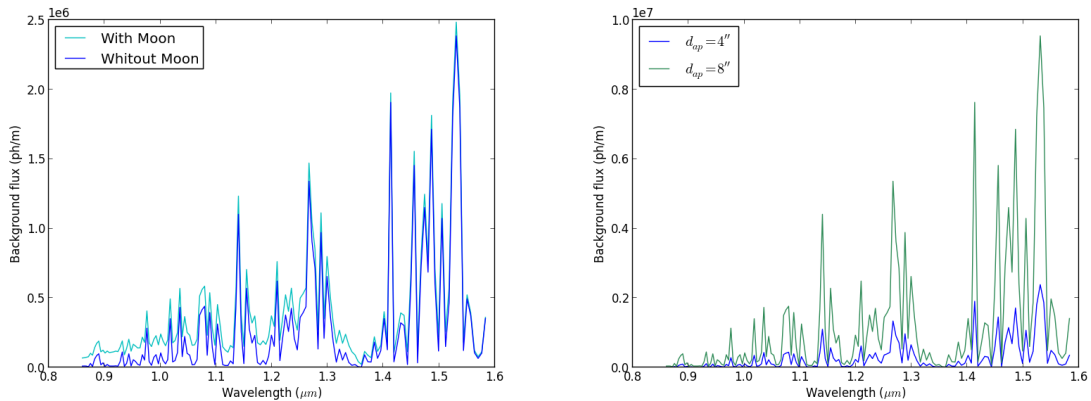 1e6
2.5
2.0
1.5
1.0
0.5
0.0
With Moon
Whitout Moon
Background flux (ph/m)
0.8 0.9 1.0 1.1 1.2 1.3 1.4 1.5 1.6
Wavelength (μm)
1e7
1.0
0.8
0.6
0.4
0.2
0.0
d_ap = 4″
d_ap = 8″
Background flux (ph/m)
0.8 0.9 1.0 1.1 1.2 1.3 1.4 1.5 1.6
Wavelength (μm)